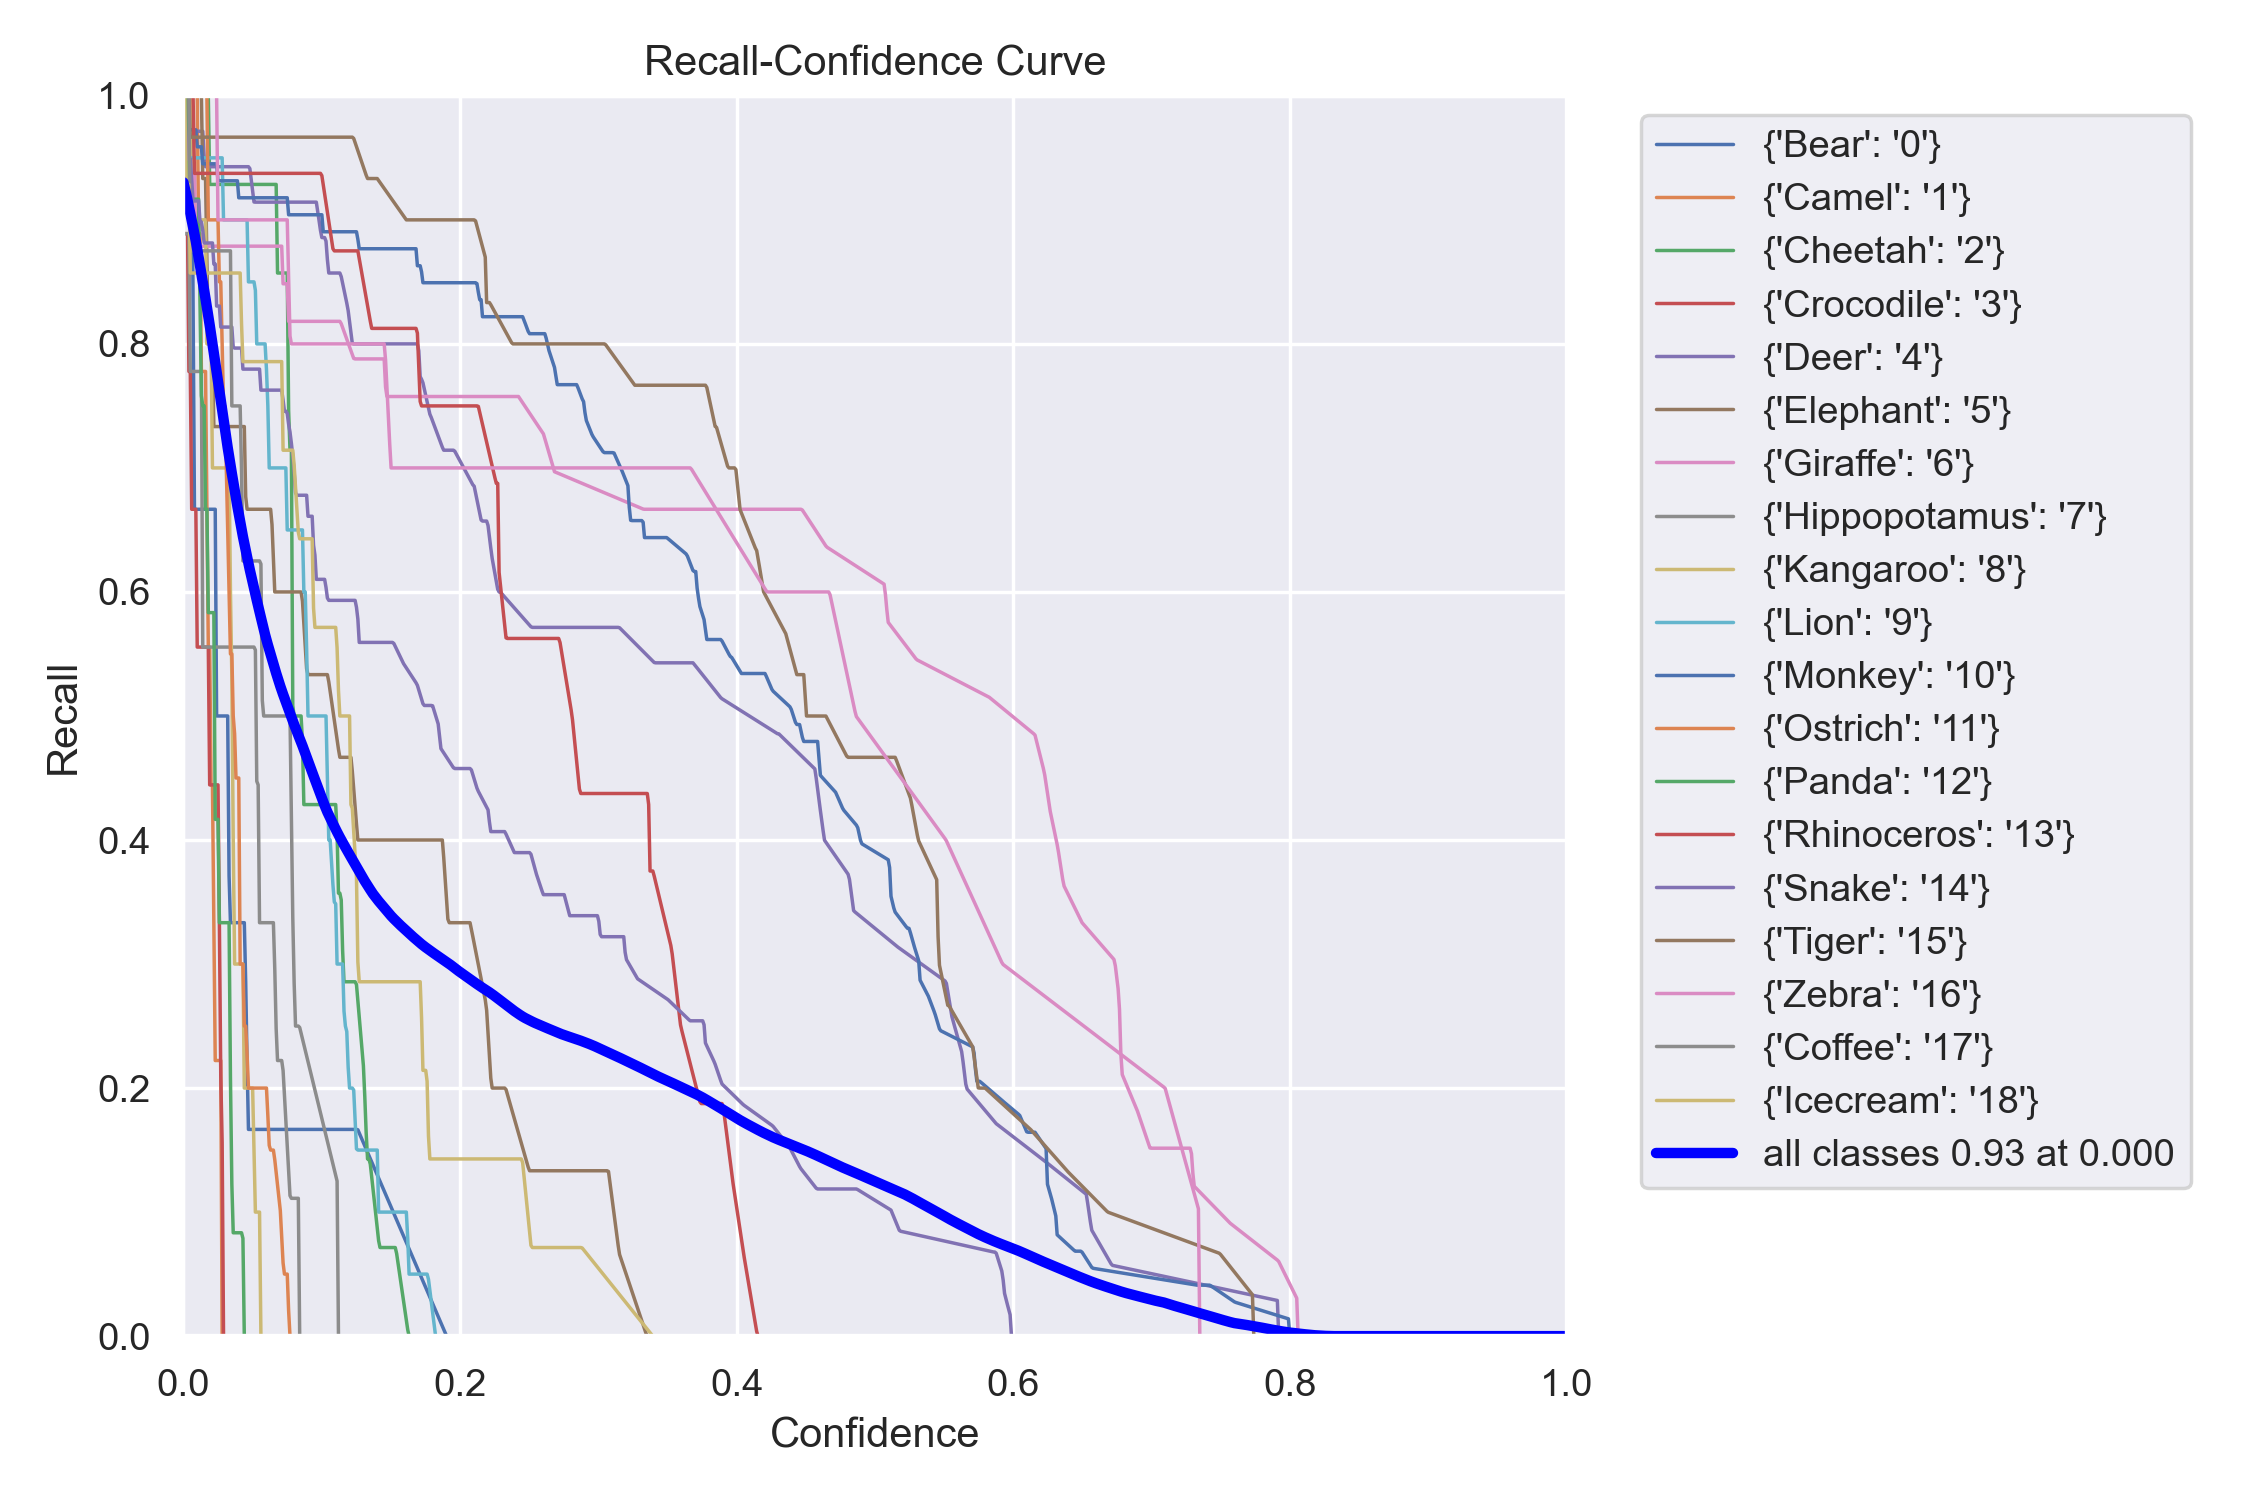 Recall-Confidence Curve
1.0
0.8
0.6
0.4
0.2
0.0
Recall
0.0 0.2 0.4 0.6 0.8 1.0
Confidence
{'Bear': '0'}
{'Camel': '1'}
{'Cheetah': '2'}
{'Crocodile': '3'}
{'Deer': '4'}
{'Elephant': '5'}
{'Giraffe': '6'}
{'Hippopotamus': '7'}
{'Kangaroo': '8'}
{'Lion': '9'}
{'Monkey': '10'}
{'Ostrich': '11'}
{'Panda': '12'}
{'Rhinoceros': '13'}
{'Snake': '14'}
{'Tiger': '15'}
{'Zebra': '16'}
{'Coffee': '17'}
{'Icecream': '18'}
all classes 0.93 at 0.000